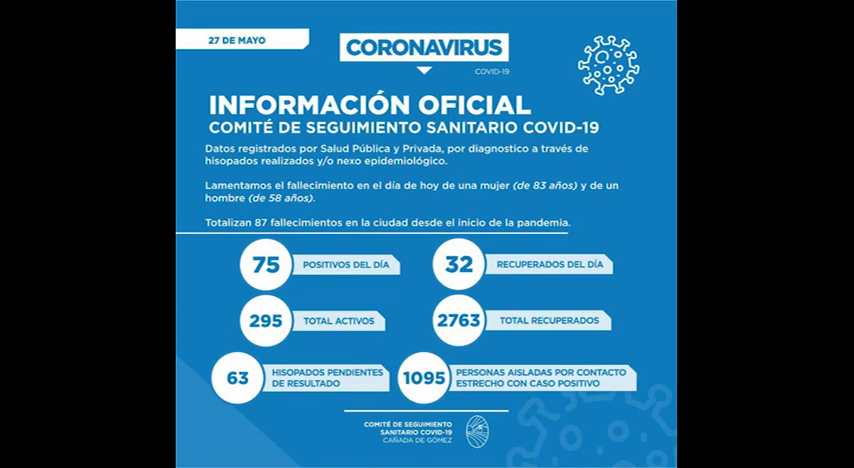 27 DE MAYO
CORONAVIRUS
COVID-19
INFORMACIÓN OFICIAL
COMITÉ DE SEGUIMIENTO SANITARIO COVID-19
Datos registrados por Salud Pública y Privada, por diagnostico a través de
hisopados realizados y/o nexo epidemiológico.
Lamentamos el fallecimiento en el día de hoy de una mujer (de 83 años) y de un
hombre (de 58 años).
Totalizan 87 fallecimientos en la ciudad desde el inicio de la pandemia.
75 POSITIVOS DEL DÍA
32 RECUPERADOS DEL DÍA
295 TOTAL ACTIVOS
2763 TOTAL RECUPERADOS
63 HISOPADOS PENDIENTES
DE RESULTADO
1095 PERSONAS AISLADAS POR CONTACTO
ESTRECHO CON CASO POSITIVO
COMITÉ DE SEGUIMIENTO
SANITARIO COVID-19
CAÑADA DE GÓMEZ